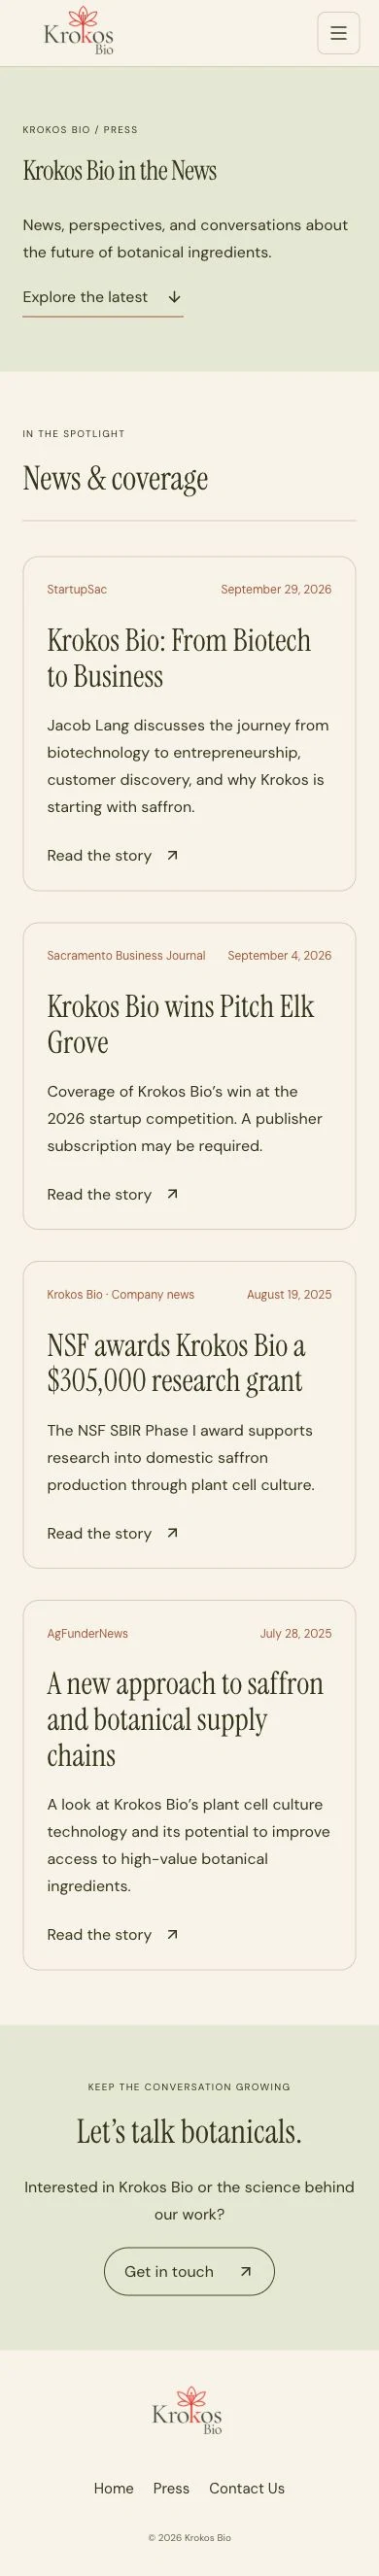 Krokos
Bio
KROKOS BIO / PRESS
Krokos Bio in the News
News, perspectives, and conversations about
the future of botanical ingredients.
Explore the latest ↓
IN THE SPOTLIGHT
News & coverage
StartupSac September 29, 2026
Krokos Bio: From Biotech
to Business
Jacob Lang discusses the journey from
biotechnology to entrepreneurship,
customer discovery, and why Krokos is
starting with saffron.
Read the story ↗
Sacramento Business Journal September 4, 2026
Krokos Bio wins Pitch Elk
Grove
Coverage of Krokos Bio’s win at the
2026 startup competition. A publisher
subscription may be required.
Read the story ↗
Krokos Bio · Company news August 19, 2025
NSF awards Krokos Bio a
$305,000 research grant
The NSF SBIR Phase I award supports
research into domestic saffron
production through plant cell culture.
Read the story ↗
AgFunderNews July 28, 2025
A new approach to saffron
and botanical supply
chains
A look at Krokos Bio’s plant cell culture
technology and its potential to improve
access to high-value botanical
ingredients.
Read the story ↗
KEEP THE CONVERSATION GROWING
Let’s talk botanicals.
Interested in Krokos Bio or the science behind
our work?
Get in touch ↗
Krokos
Bio
Home Press Contact Us
© 2026 Krokos Bio